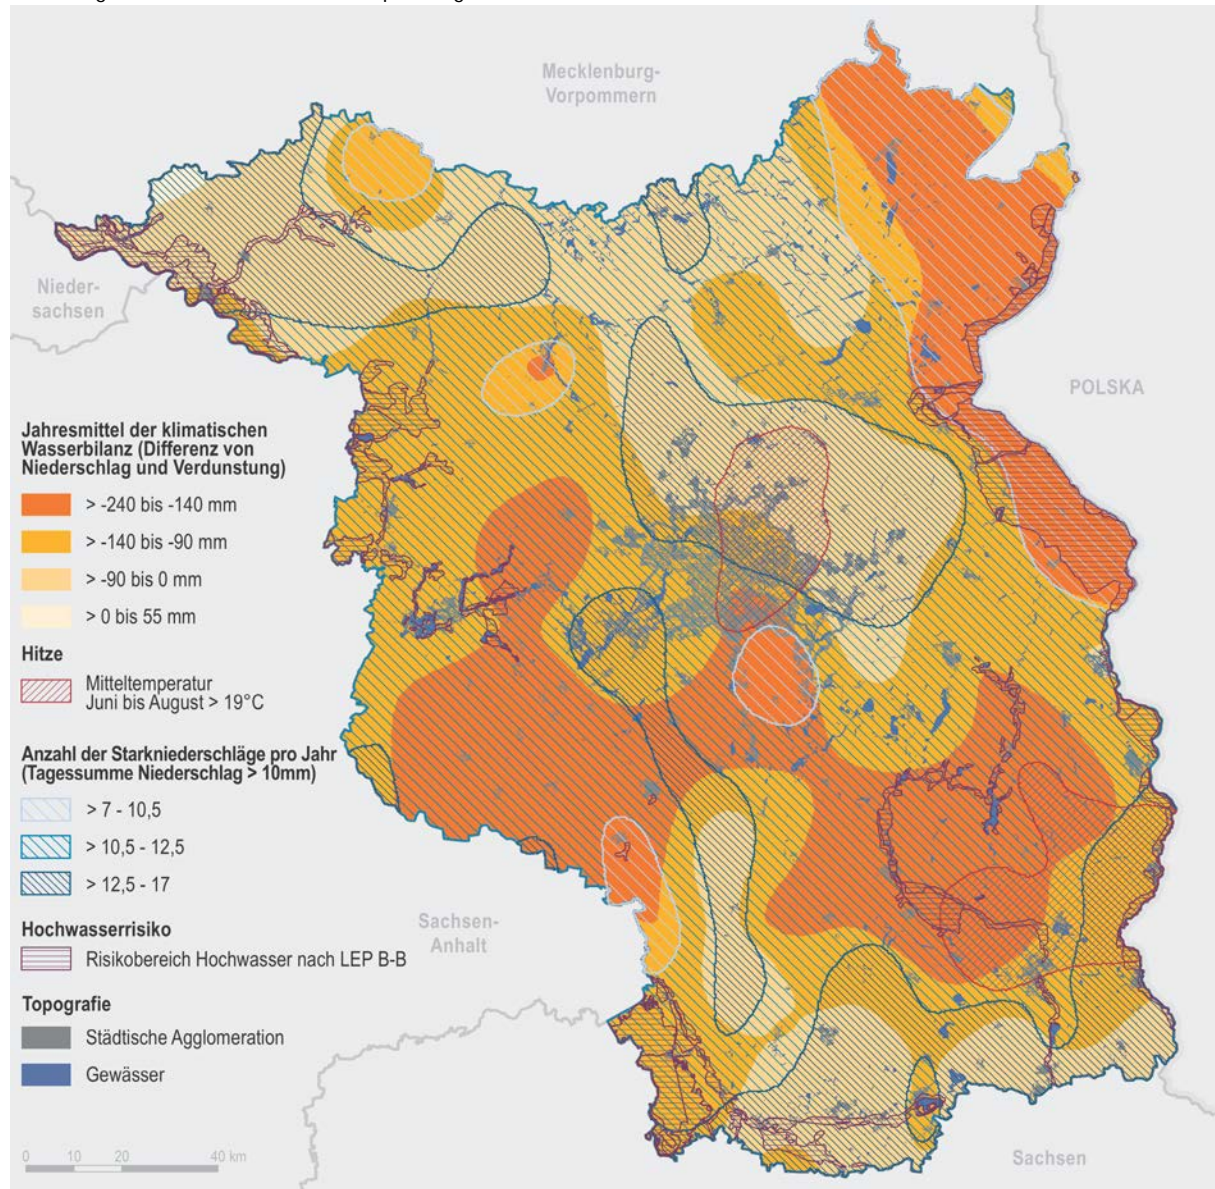 Mecklenburg-
Vorpommern
Nieder-
sachsen
POLSKA
Jahresmittel der klimatischen
Wasserbilanz (Differenz von
Niederschlag und Verdunstung)
> -240 bis -140 mm
> -140 bis -90 mm
> -90 bis 0 mm
> 0 bis 55 mm
Hitze
Mitteltemperatur
Juni bis August > 19°C
Anzahl der Starkniederschläge pro Jahr
(Tagessumme Niederschlag > 10mm)
> 7 - 10,5
> 10,5 - 12,5
> 12,5 - 17
Hochwasserrisiko
Risikobereich Hochwasser nach LEP B-B
Topografie
Städtische Agglomeration
Gewässer
Sachsen-
Anhalt
0 10 20 40 km
Sachsen